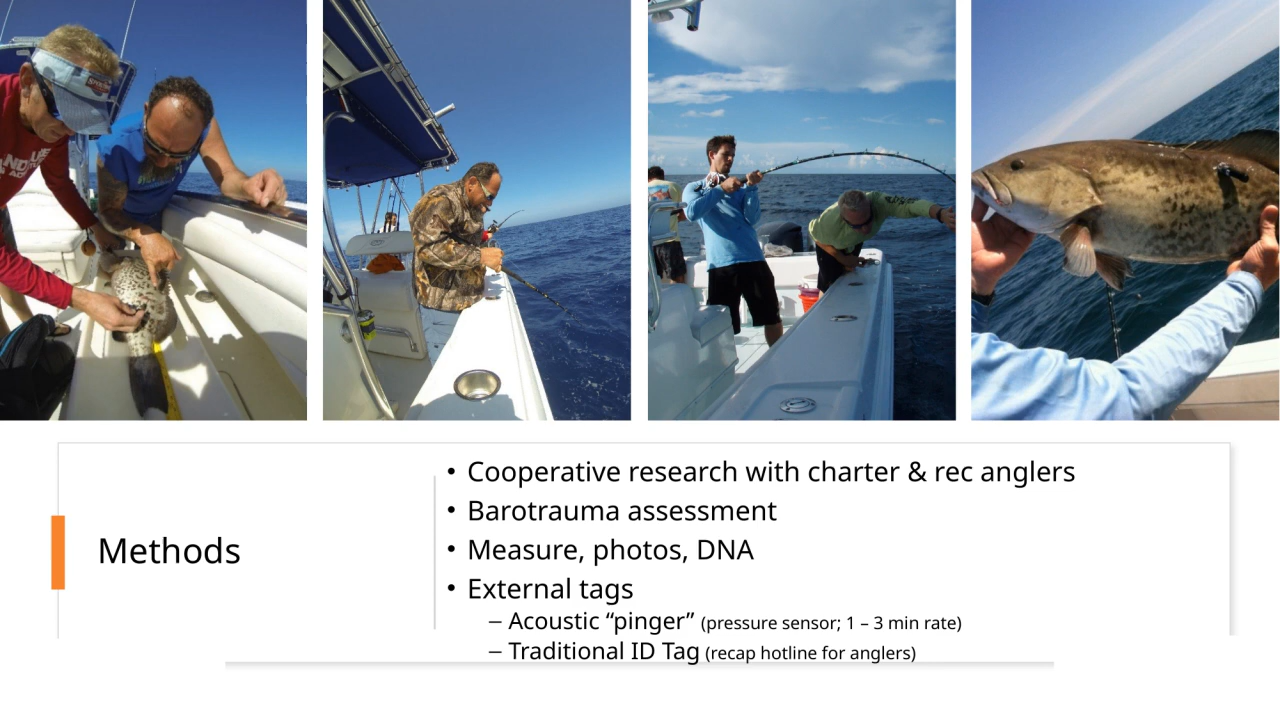 Methods
• Cooperative research with charter & rec anglers
• Barotrauma assessment
• Measure, photos, DNA
• External tags
– Acoustic “pinger” (pressure sensor; 1 – 3 min rate)
– Traditional ID Tag (recap hotline for anglers)